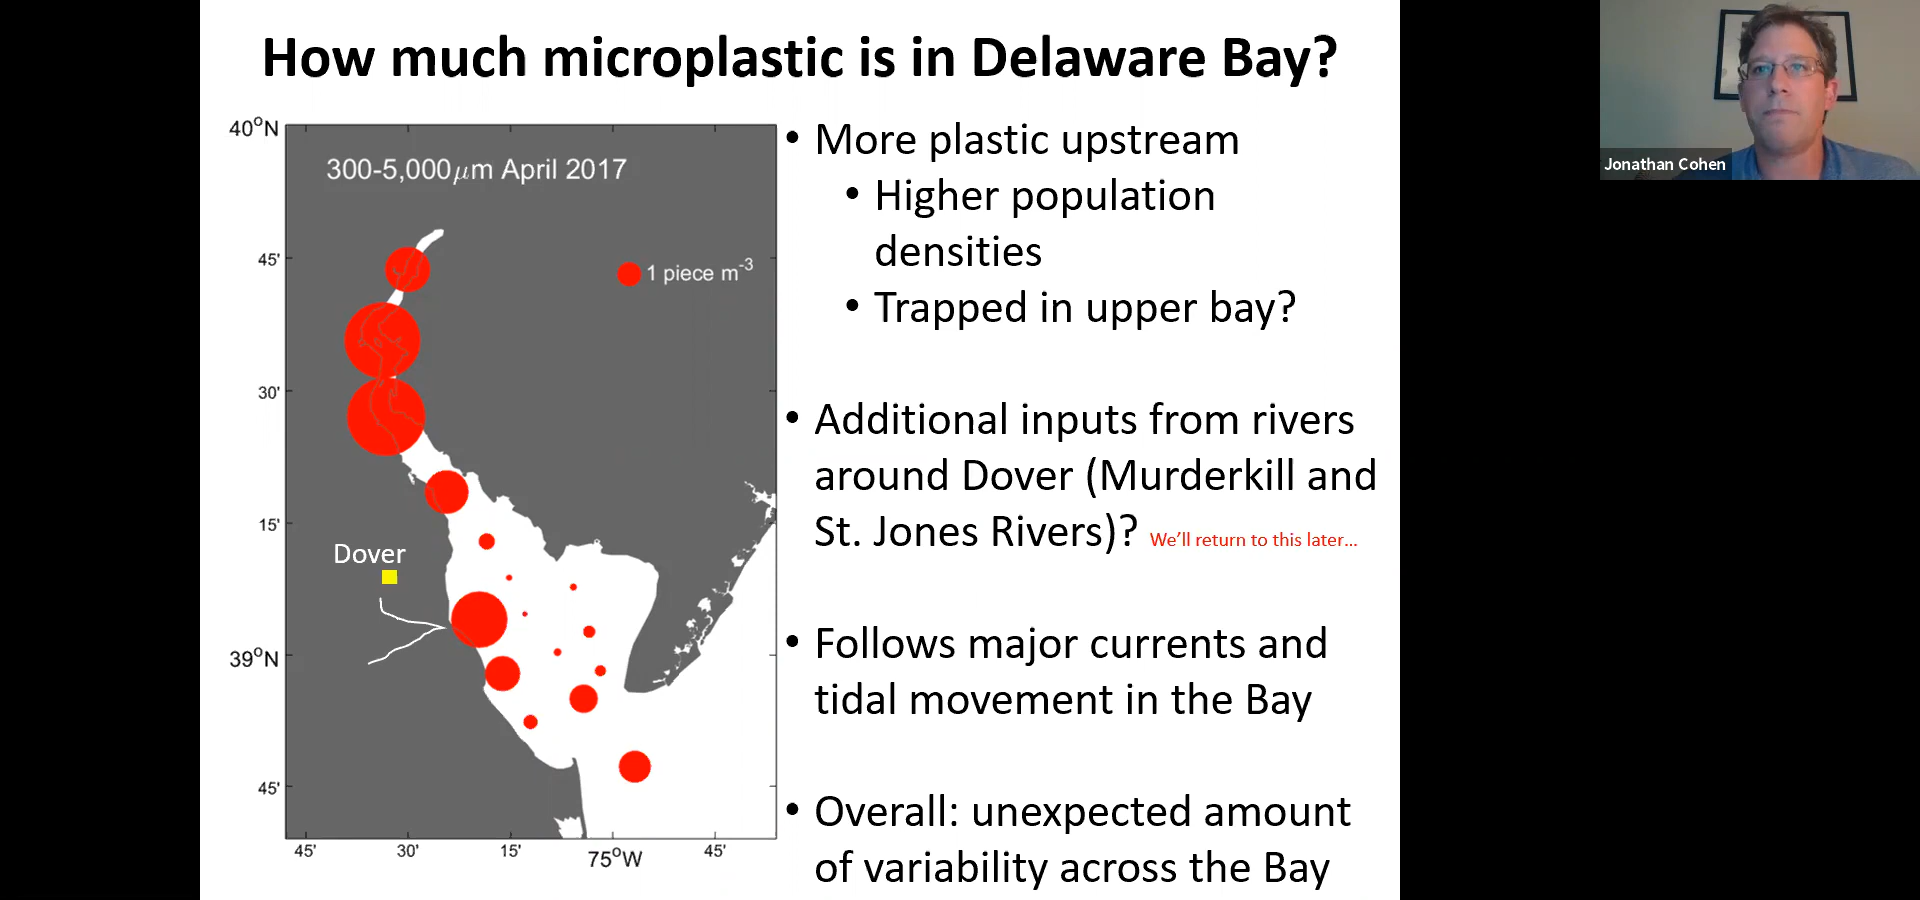 How much microplastic is in Delaware Bay?
40°N
300-5,000μm April 2017
45'
1 piece m⁻³
30'
15'
Dover
39°N
45'
45'
30'
15'
75°W
45'
• More plastic upstream
• Higher population
densities
• Trapped in upper bay?
• Additional inputs from rivers
around Dover (Murderkill and
St. Jones Rivers)? We'll return to this later...
• Follows major currents and
tidal movement in the Bay
• Overall: unexpected amount
of variability across the Bay
Jonathan Cohen